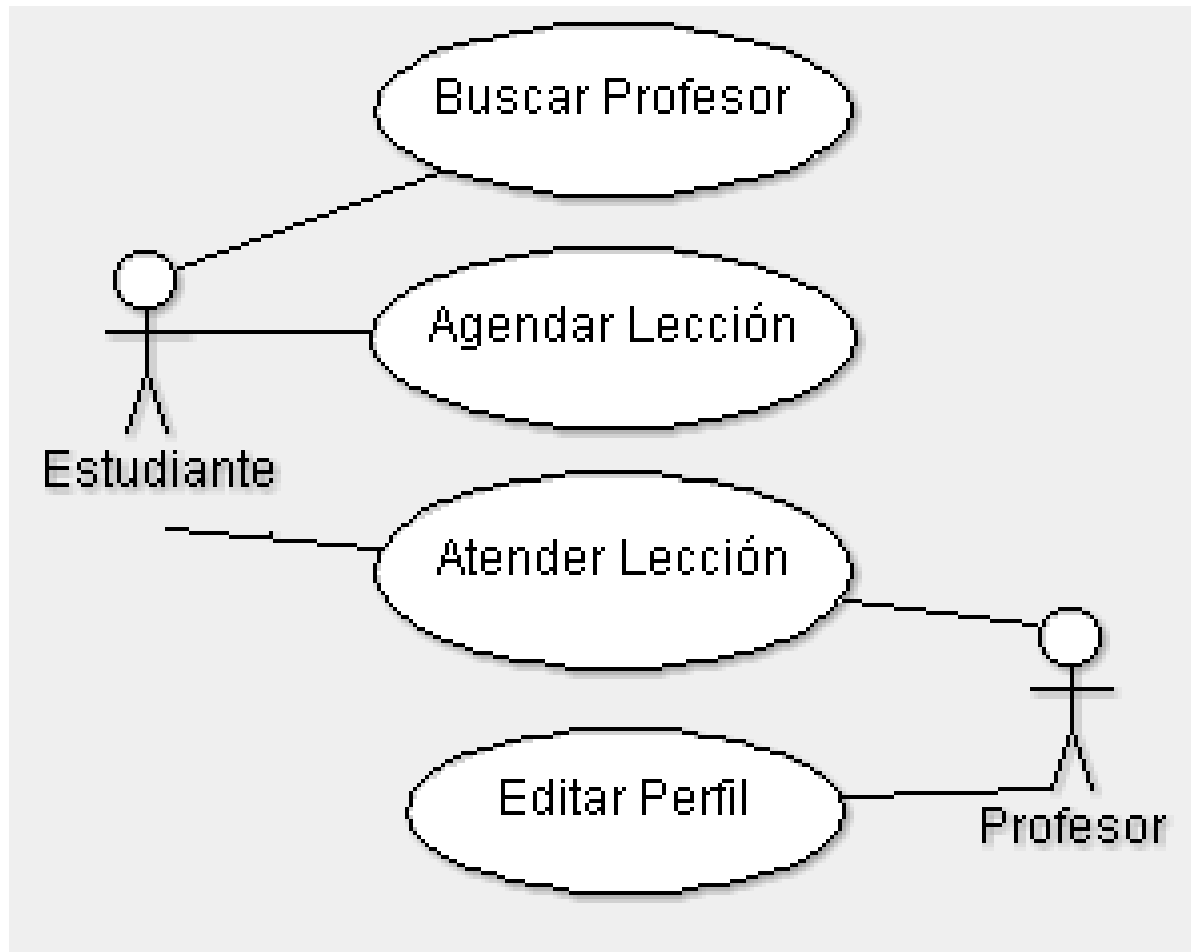 Buscar Profesor
Agendar Lección
Estudiante
Atender Lección
Editar Perfil
Profesor